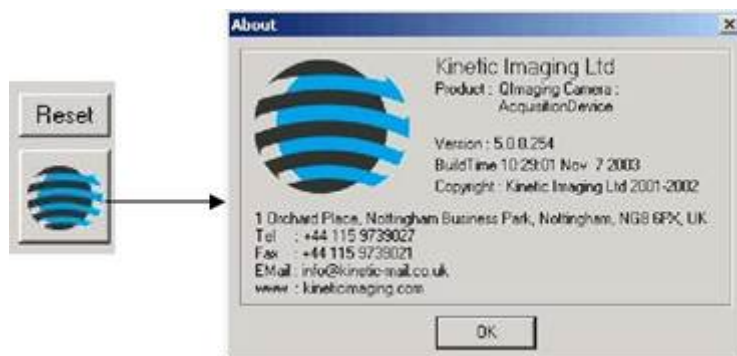 About
Reset
Kinetic Imaging Ltd
Product : QImaging Camera :
AcquisitionDevice
Version : 5.0.0.254
BuildTime 10:29:01 Nov 7 2003
Copyright : Kinetic Imaging Ltd 2001-2002
1 Orchard Place, Nottingham Business Park, Nottingham, NG8 6PX, UK
Tel : +44 115 9739027
Fax : +44 115 9739021
EMail : info@kinetic-mail.co.uk
www : kineticimaging.com
OK